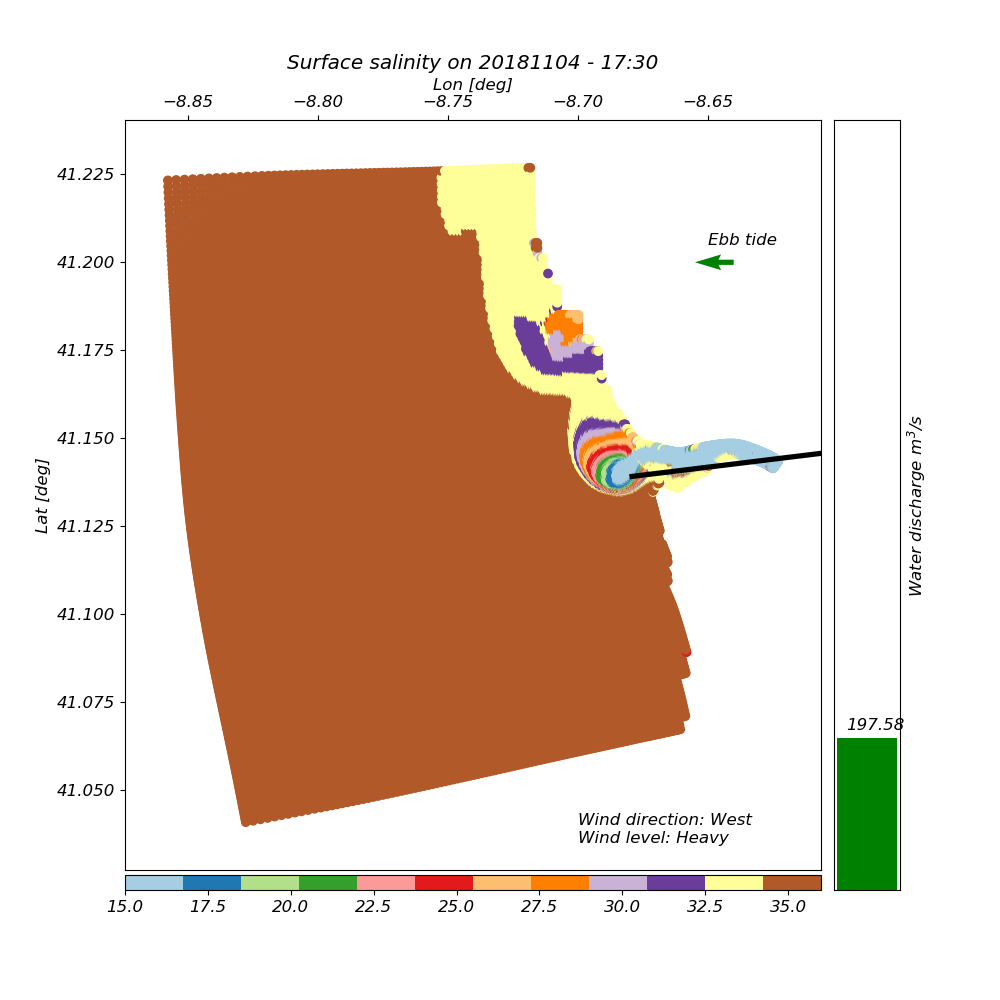 Surface salinity on 20181104 - 17:30
Lon [deg]
−8.85 −8.80 −8.75 −8.70 −8.65
41.225
41.200
41.175
41.150
41.125
41.100
41.075
41.050
Lat [deg]
Ebb tide
Wind direction: West
Wind level: Heavy
15.0 17.5 20.0 22.5 25.0 27.5 30.0 32.5 35.0
197.58
Water discharge m³/s